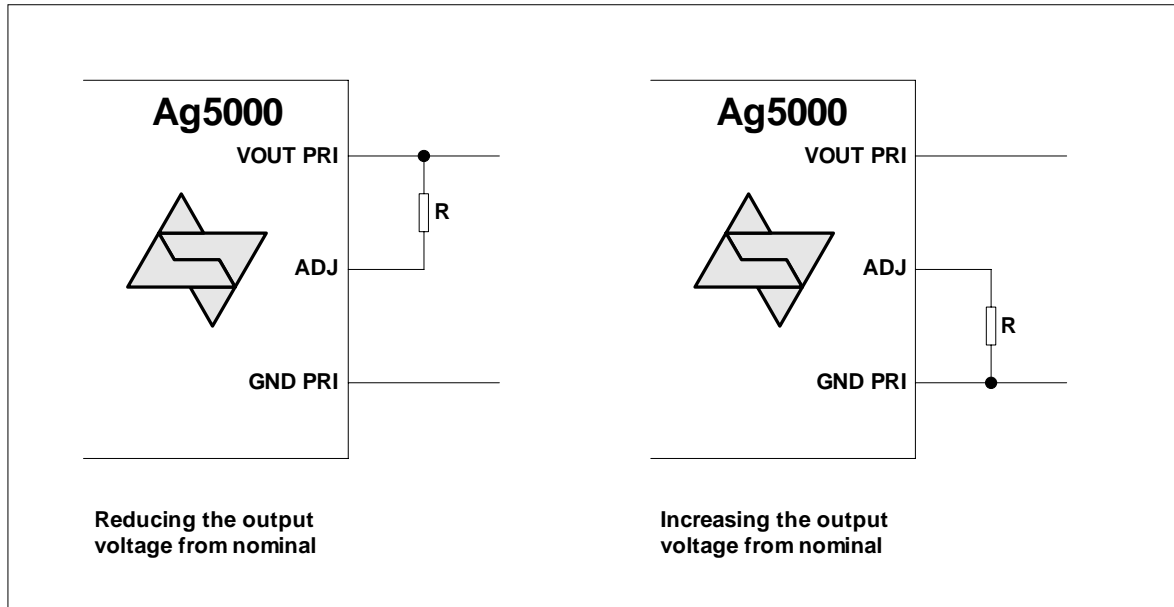 Ag5000
VOUT PRI
R
ADJ
GND PRI
Reducing the output
voltage from nominal
Ag5000
VOUT PRI
ADJ
R
GND PRI
Increasing the output
voltage from nominal